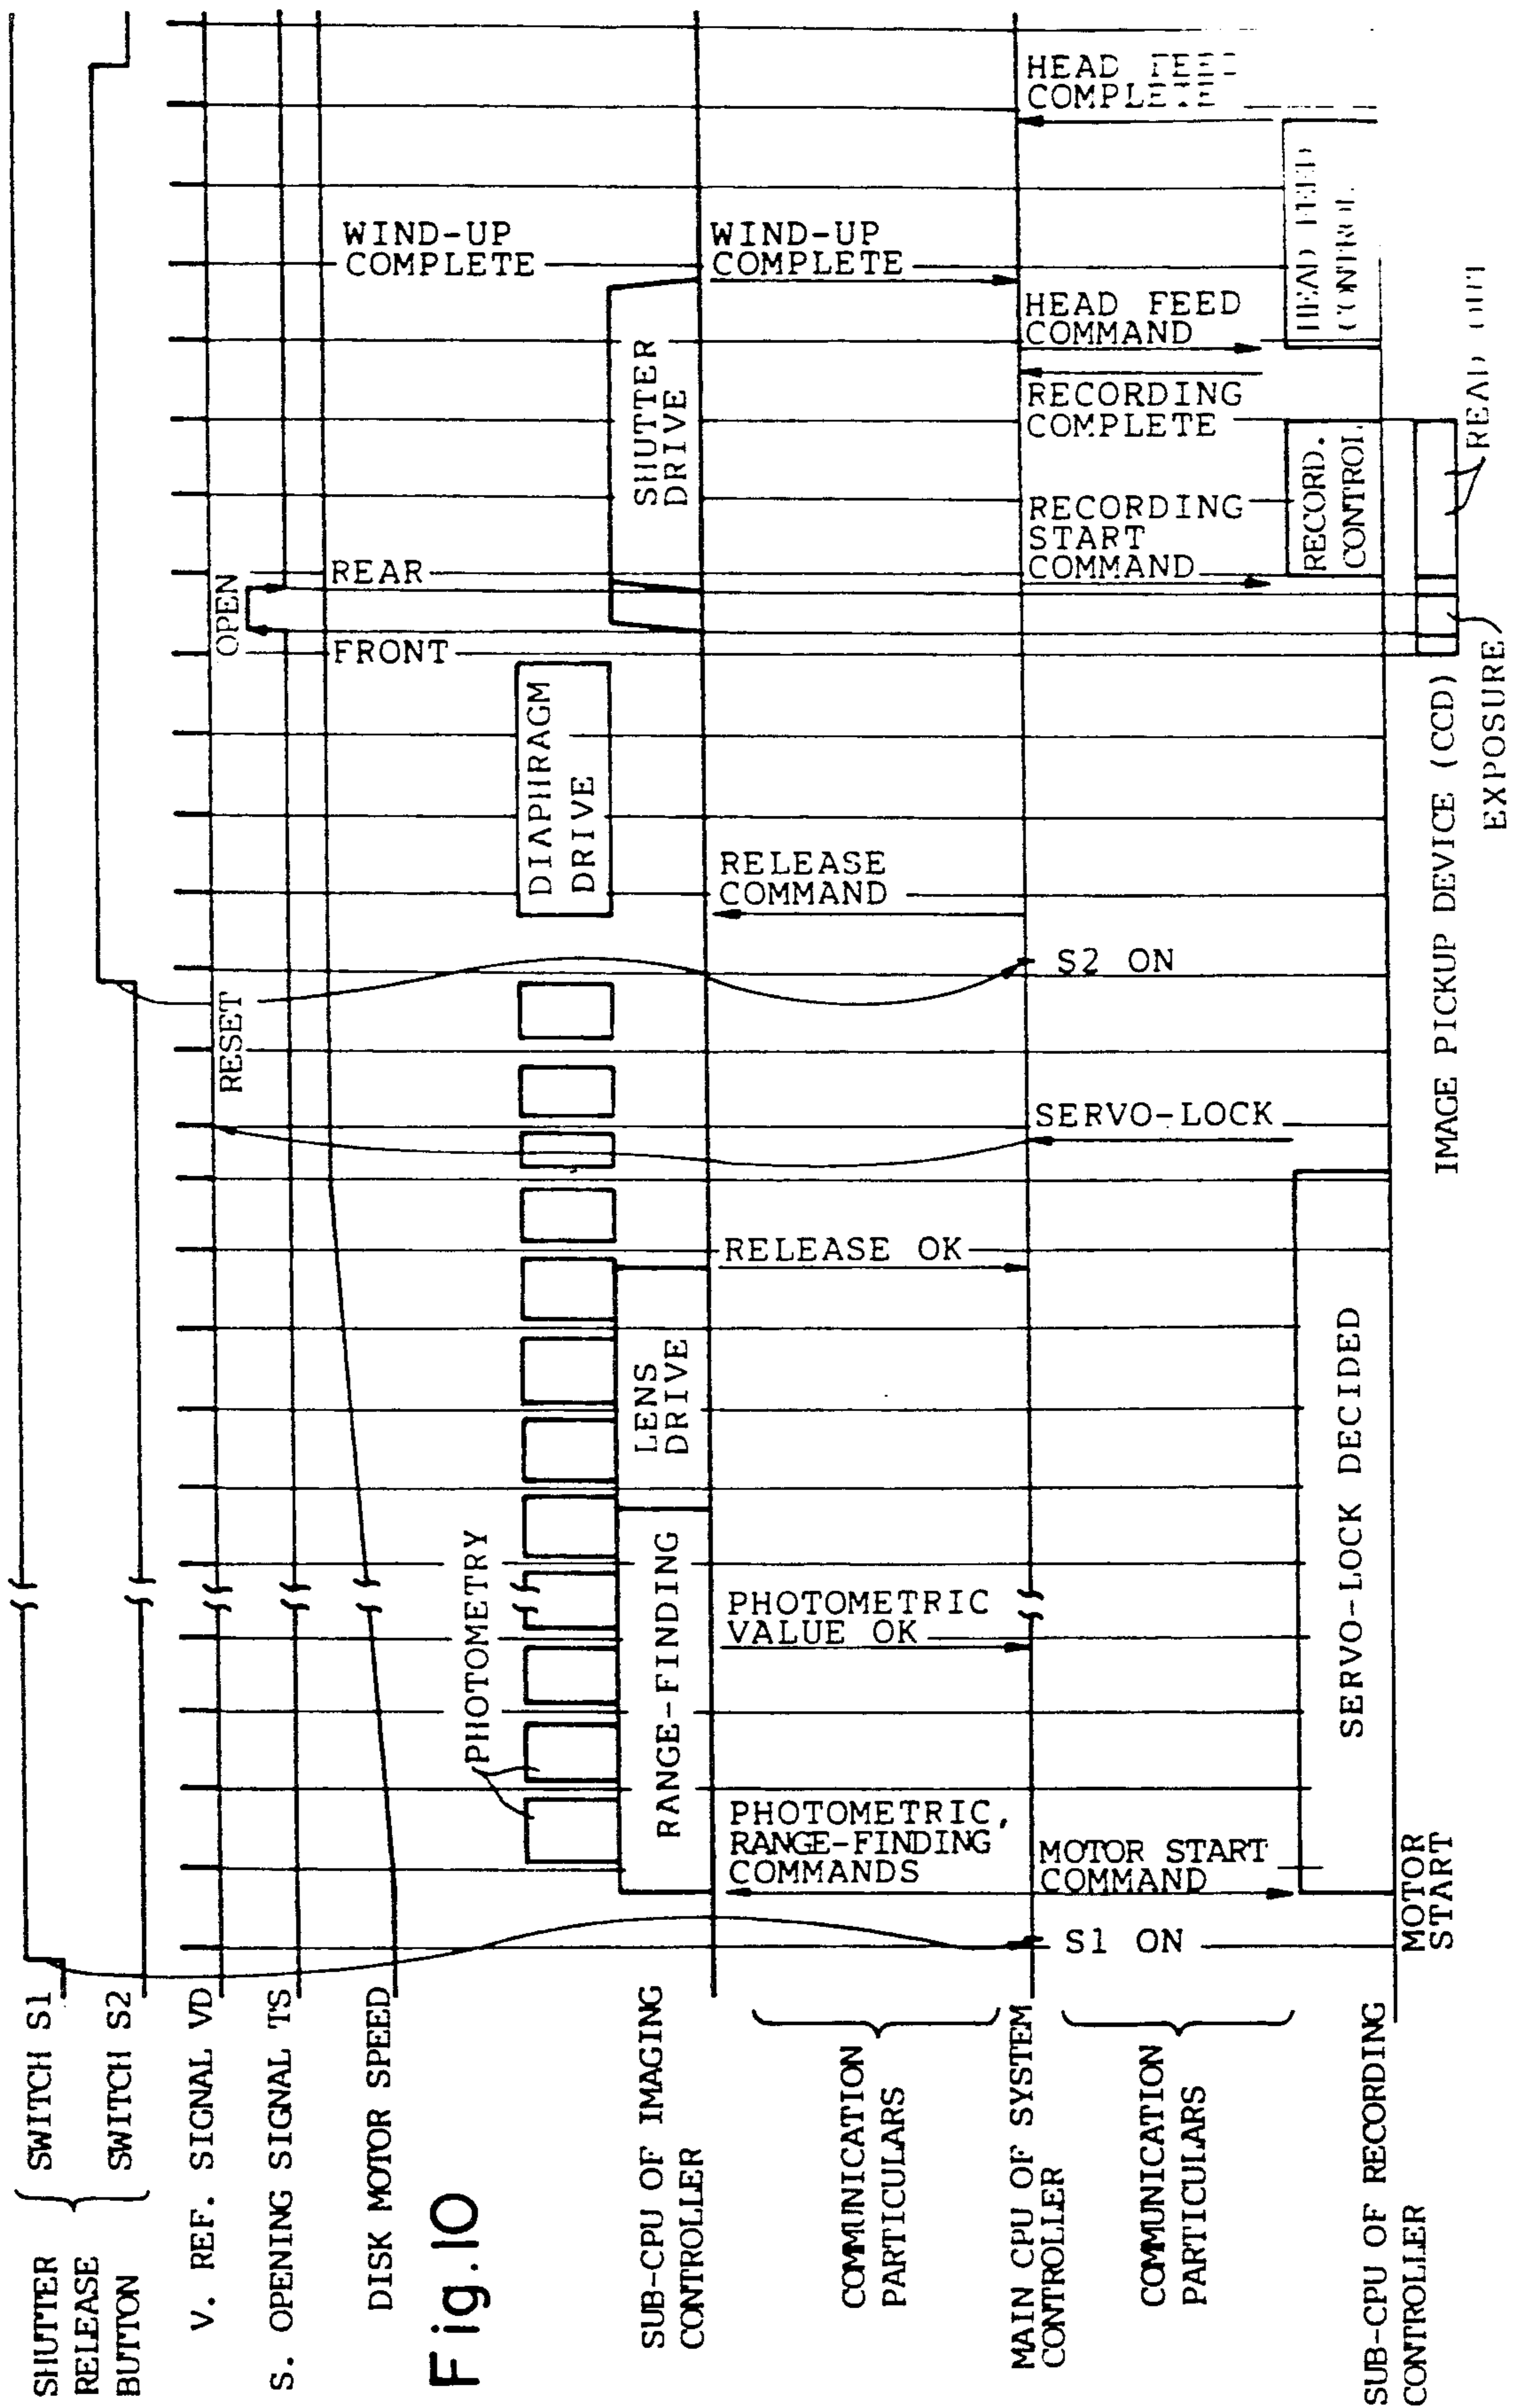 SHUTTER
RELEASE
BUTTON
SWITCH S1
SWITCH S2
V. REF. SIGNAL VD
S. OPENING SIGNAL TS
DISK MOTOR SPEED
Fig.10
SUB-CPU OF IMAGING
CONTROLLER
COMMUNICATION
PARTICULARS
MAIN CPU OF SYSTEM
CONTROLLER
COMMUNICATION
PARTICULARS
SUB-CPU OF RECORDING
CONTROLLER
RESET
OPEN
FRONT
REAR
WIND-UP
COMPLETE
PHOTOMETRY
RANGE-FINDING
LENS
DRIVE
DIAPHRAGM
DRIVE
SHUTTER
DRIVE
PHOTOMETRIC,
RANGE-FINDING
COMMANDS
PHOTOMETRIC
VALUE OK
RELEASE OK
RELEASE
COMMAND
WIND-UP
COMPLETE
S1 ON
MOTOR START
COMMAND
SERVO-LOCK
S2 ON
RECORDING
START
COMMAND
RECORDING
COMPLETE
HEAD FEED
COMMAND
HEAD FEED
COMPLETE
SERVO-LOCK DECIDED
RECORD.
CONTROL
HEAD FEED
CONTROL
MOTOR
START
IMAGE PICKUP DEVICE (CCD)
EXPOSURE
READ OUT